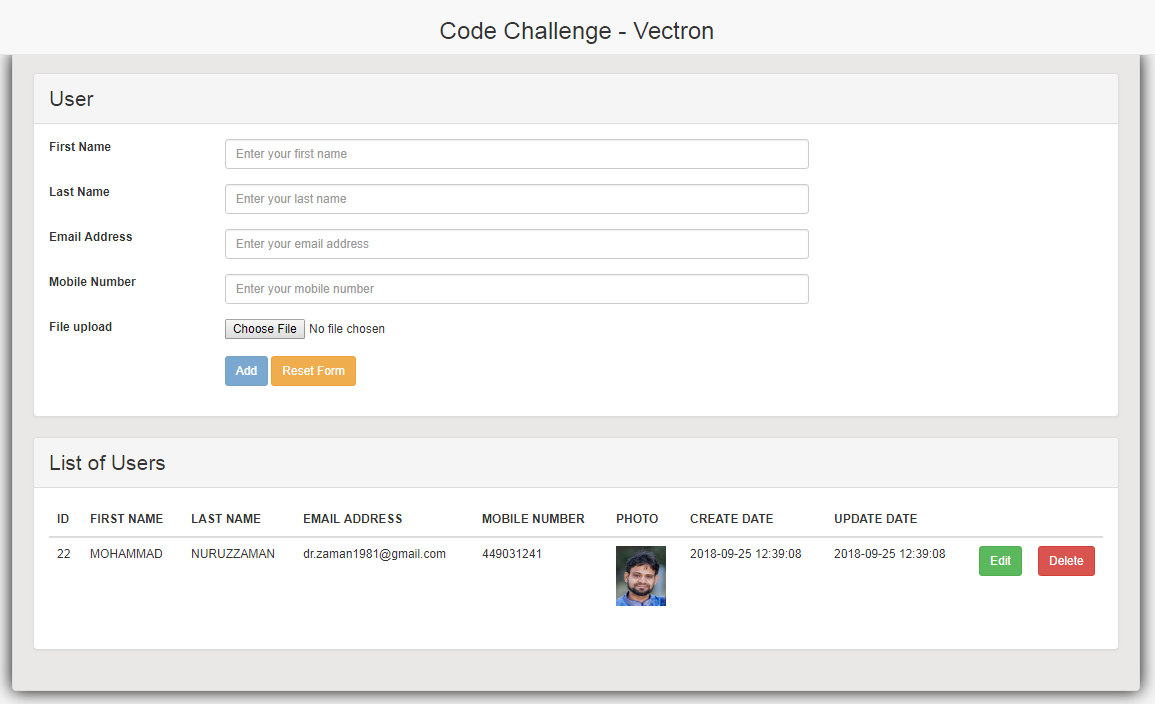 Code Challenge - Vectron
User
First Name
Enter your first name
Last Name
Enter your last name
Email Address
Enter your email address
Mobile Number
Enter your mobile number
File upload
Choose File No file chosen
Add Reset Form
List of Users
ID FIRST NAME LAST NAME EMAIL ADDRESS MOBILE NUMBER PHOTO CREATE DATE UPDATE DATE
22 MOHAMMAD NURUZZAMAN dr.zaman1981@gmail.com 449031241 2018-09-25 12:39:08 2018-09-25 12:39:08 Edit Delete